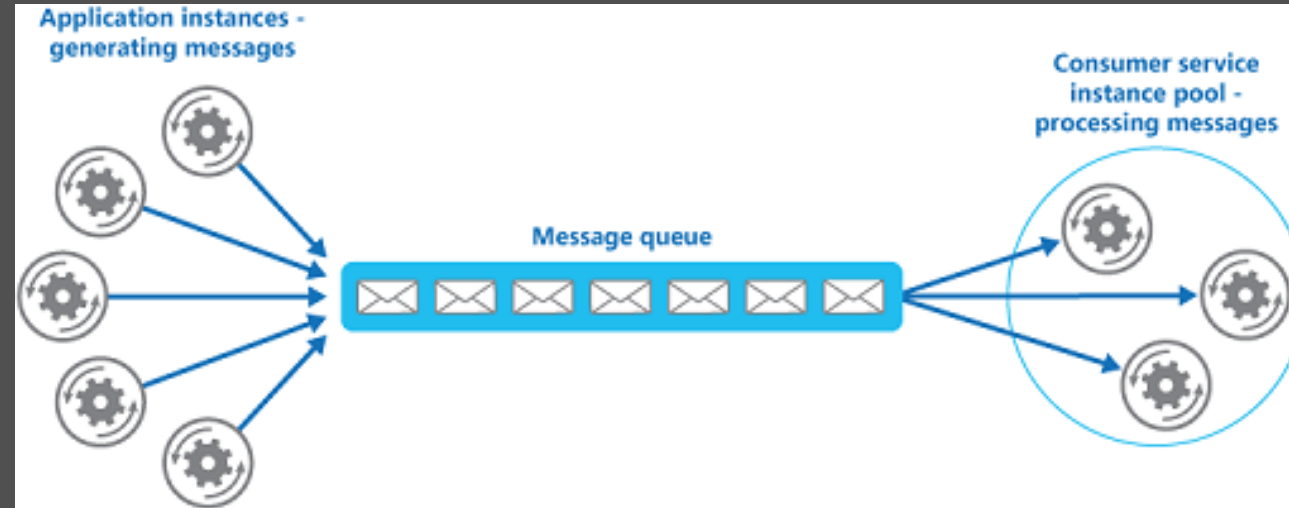 Application instances -
generating messages
Consumer service
instance pool -
processing messages
Message queue